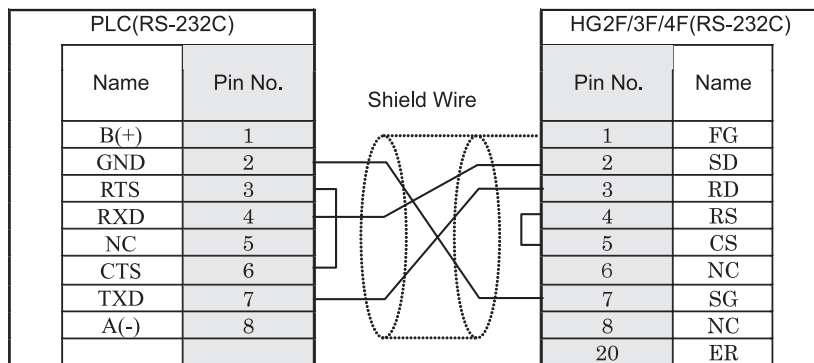 PLC(RS-232C) HG2F/3F/4F(RS-232C)
Name Pin No. Shield Wire Pin No. Name
B(+) 1 1 FG
GND 2 2 SD
RTS 3 3 RD
RXD 4 4 RS
NC 5 5 CS
CTS 6 6 NC
TXD 7 7 SG
A(-) 8 8 NC
20 ER